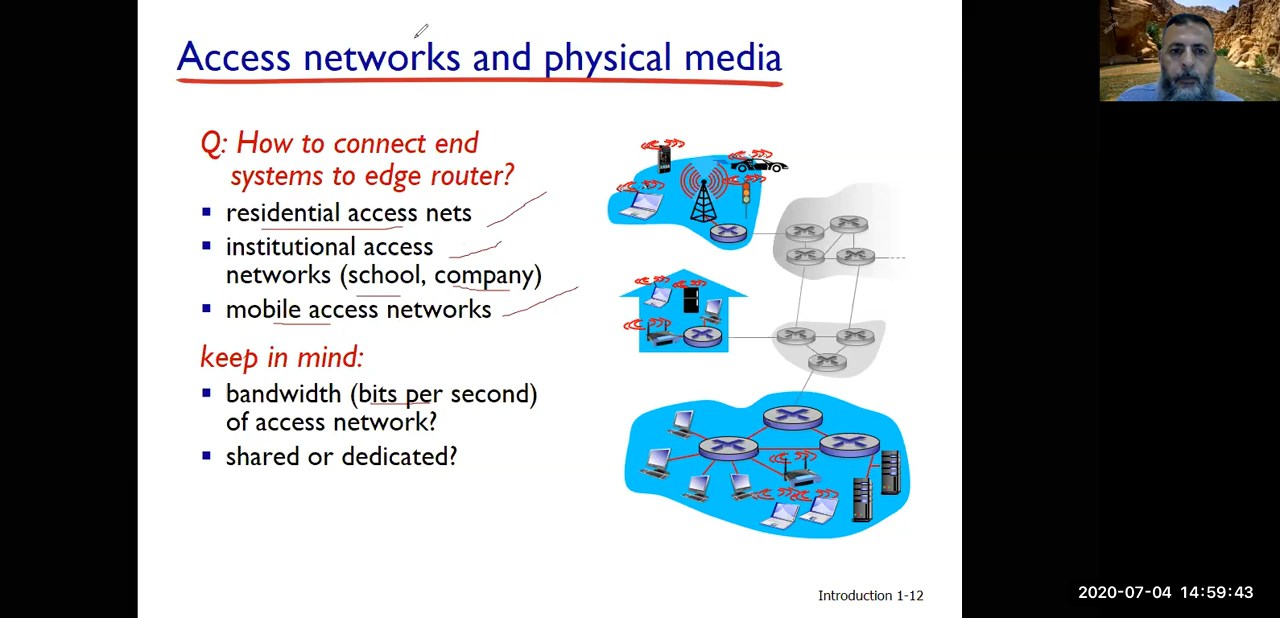 Access networks and physical media
Q: How to connect end
systems to edge router?
▪ residential access nets
▪ institutional access
networks (school, company)
▪ mobile access networks
keep in mind:
▪ bandwidth (bits per second)
of access network?
▪ shared or dedicated?
Introduction 1-12
2020-07-04 14:59:43